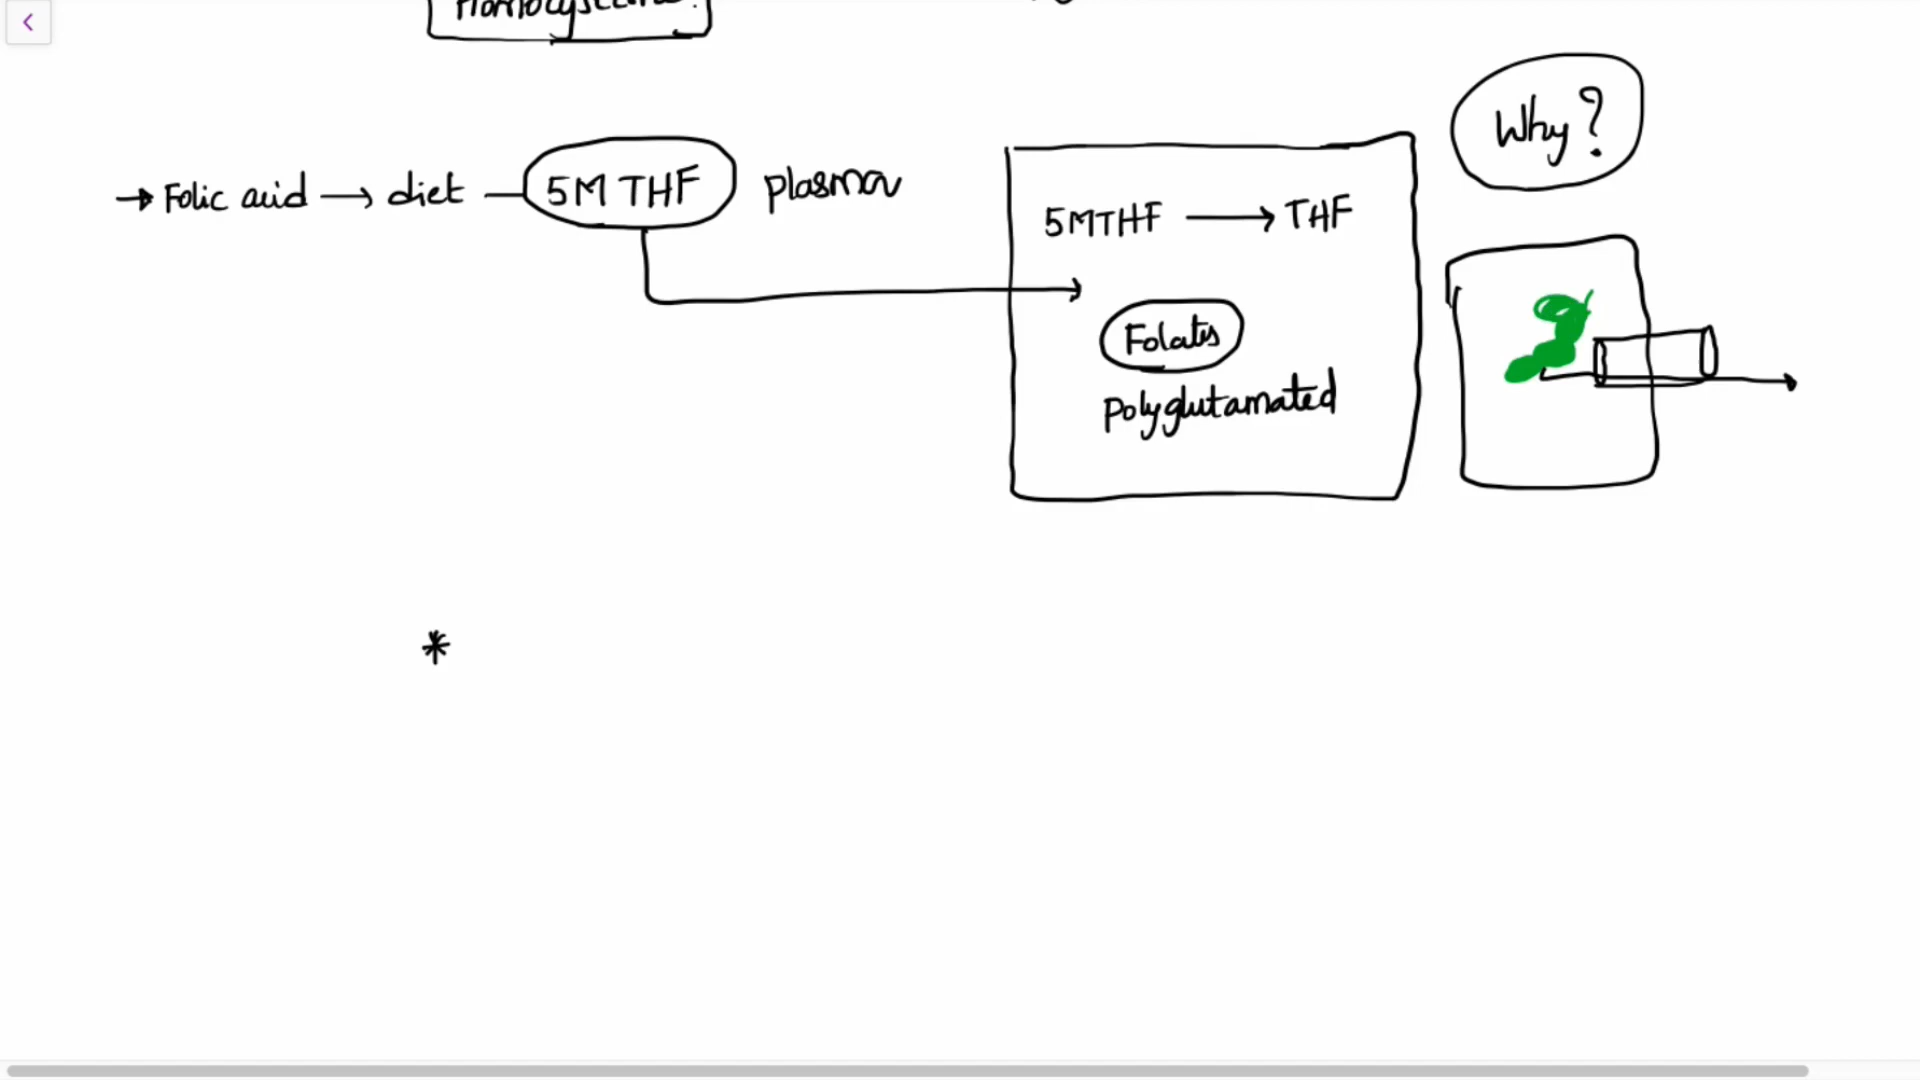 Why?
→ Folic acid → diet — 5M THF plasma
5MTHF → THF
Folates
Polyglutamated
*